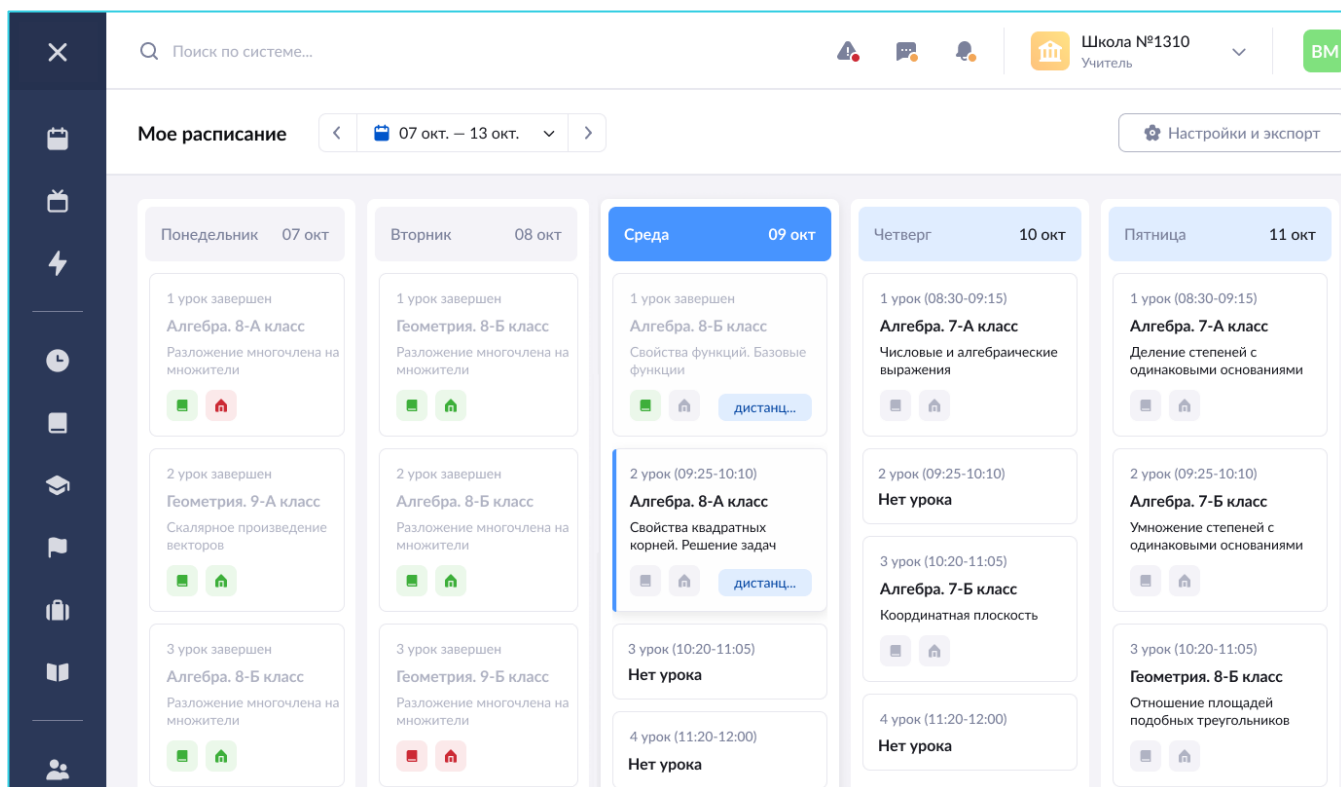 Поиск по системе...
Школа №1310
Учитель
ВМ
Мое расписание
07 окт. — 13 окт.
Настройки и экспорт
Понедельник 07 окт
1 урок завершен
Алгебра. 8-А класс
Разложение многочлена на
множители
2 урок завершен
Геометрия. 9-А класс
Скалярное произведение
векторов
3 урок завершен
Алгебра. 8-Б класс
Разложение многочлена на
множители
Вторник 08 окт
1 урок завершен
Геометрия. 8-Б класс
Разложение многочлена на
множители
2 урок завершен
Алгебра. 8-Б класс
Разложение многочлена на
множители
3 урок завершен
Геометрия. 9-Б класс
Разложение многочлена на
множители
Среда 09 окт
1 урок завершен
Алгебра. 8-Б класс
Свойства функций. Базовые
функции
дистанц...
2 урок (09:25-10:10)
Алгебра. 8-А класс
Свойства квадратных
корней. Решение задач
дистанц...
3 урок (10:20-11:05)
Нет урока
4 урок (11:20-12:00)
Нет урока
Четверг 10 окт
1 урок (08:30-09:15)
Алгебра. 7-А класс
Числовые и алгебраические
выражения
2 урок (09:25-10:10)
Нет урока
3 урок (10:20-11:05)
Алгебра. 7-Б класс
Координатная плоскость
4 урок (11:20-12:00)
Нет урока
Пятница 11 окт
1 урок (08:30-09:15)
Алгебра. 7-А класс
Деление степеней с
одинаковыми основаниями
2 урок (09:25-10:10)
Алгебра. 7-Б класс
Умножение степеней с
одинаковыми основаниями
3 урок (10:20-11:05)
Геометрия. 8-Б класс
Отношение площадей
подобных треугольников